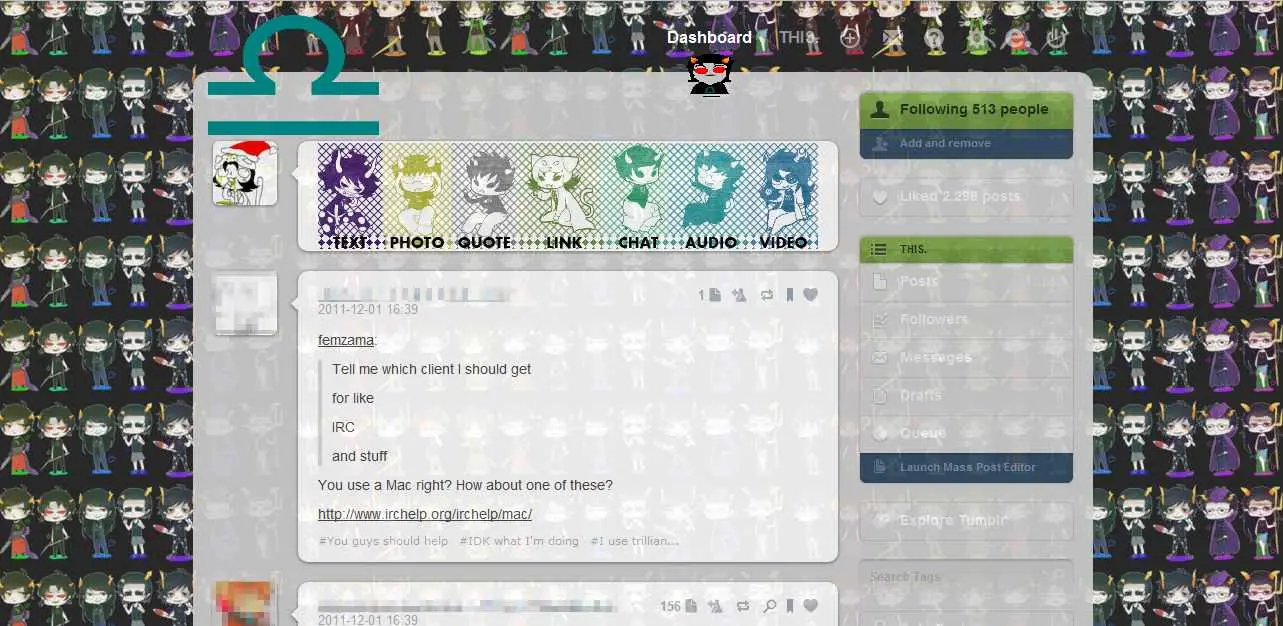 Dashboard THIS.
Following 513 people
Add and remove
TEXT PHOTO QUOTE LINK CHAT AUDIO VIDEO
Liked 2,298 posts
THIS.
Posts
Followers
Messages
Drafts
Queue
Launch Mass Post Editor
Explore Tumblr
Search Tags
1
2011-12-01 16:39
femzama:
Tell me which client I should get
for like
IRC
and stuff
You use a Mac right? How about one of these?
http://www.irchelp.org/irchelp/mac/
#You guys should help #IDK what I'm doing #I use trillian...
156
2011-12-01 16:39